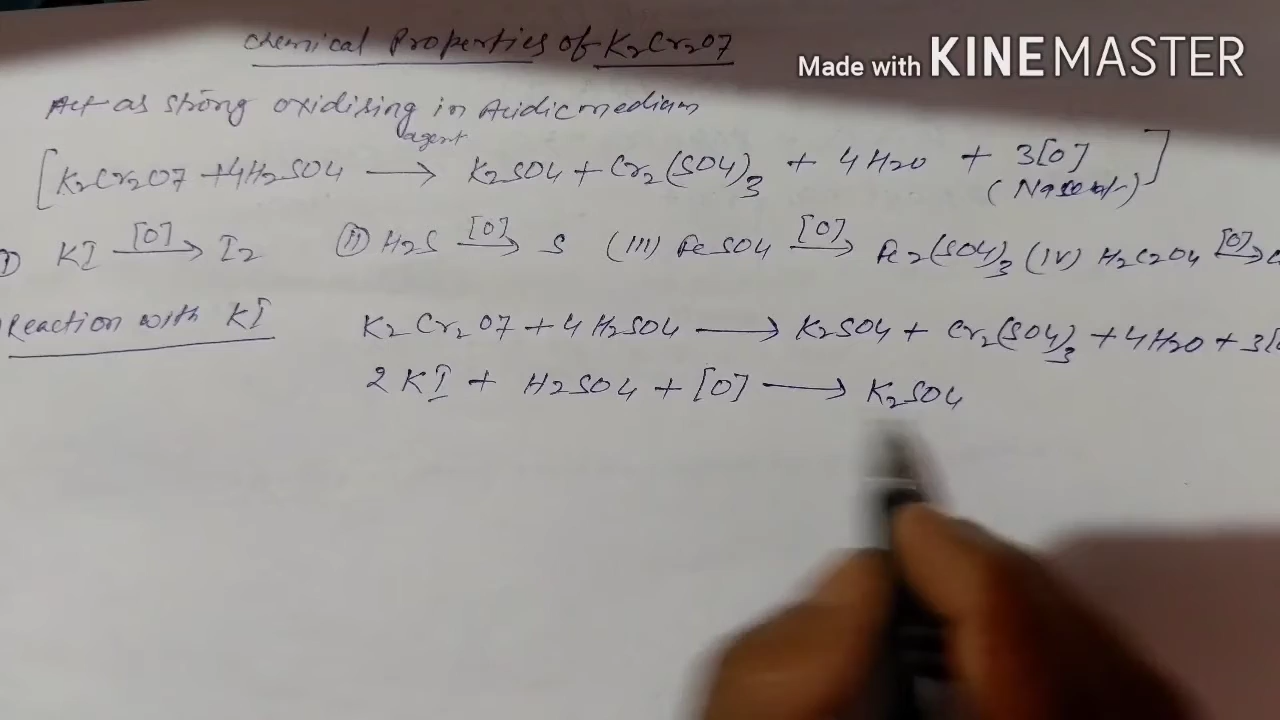 Chemical Properties of K2Cr2O7
Made with KINEMASTER
Act as strong oxidising in Acidic medium
agent
[K2Cr2O7 + 4H2SO4 → K2SO4 + Cr2(SO4)3 + 4H2O + 3[O]]
I) KI [O]→ I2 (II) H2S [O]→ S (III) FeSO4 [O]→ Fe2(SO4)3 (IV) H2C2O4 [O]→
Reaction with KI K2Cr2O7 + 4H2SO4 → K2SO4 + Cr2(SO4)3 + 4H2O + 3[
2KI + H2SO4 + [O] → K2SO4